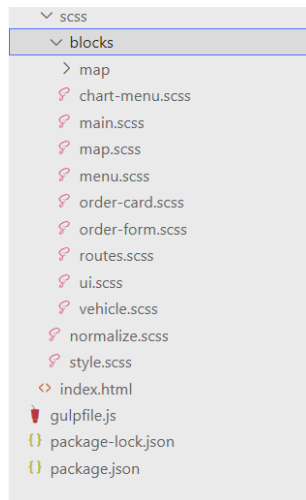 scss
blocks
map
chart-menu.scss
main.scss
map.scss
menu.scss
order-card.scss
order-form.scss
routes.scss
ui.scss
vehicle.scss
normalize.scss
style.scss
index.html
gulpfile.js
package-lock.json
package.json